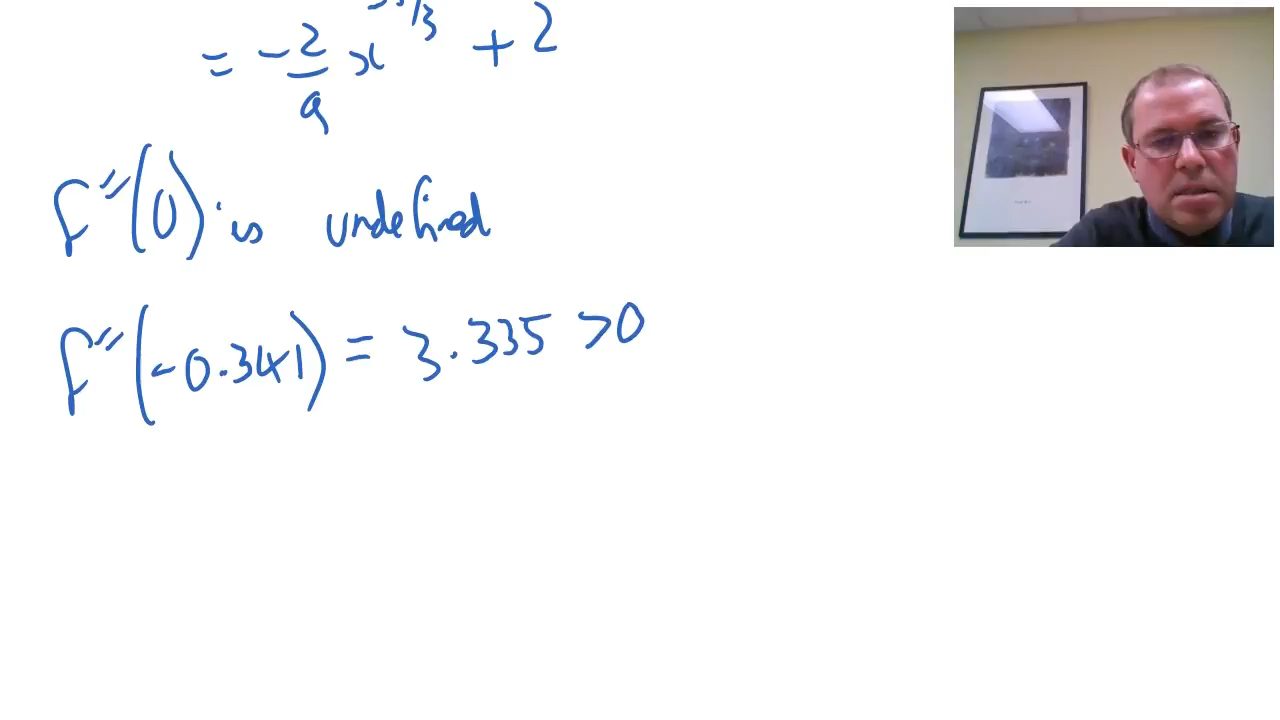 = -2/9 x^5/3 + 2
f''(0) is undefined
f''(-0.341) = 3.335 >0